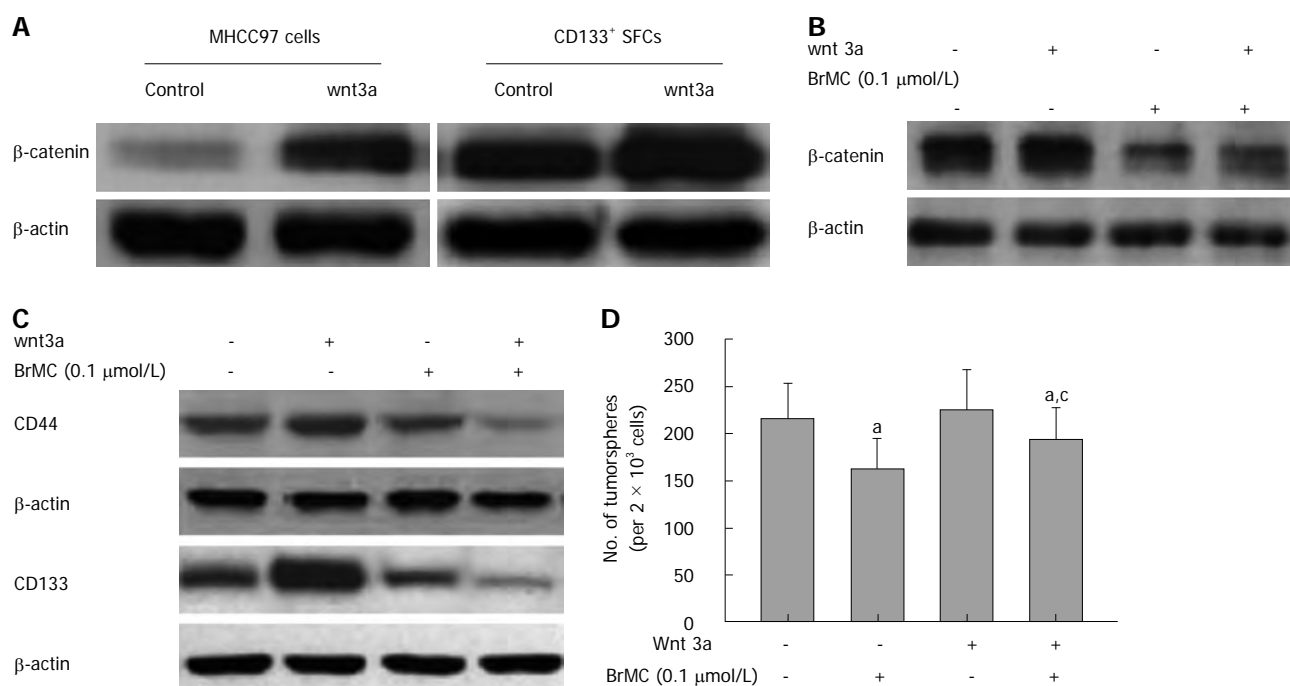 A
MHCC97 cells
CD133⁺ SFCs
Control
wnt3a
Control
wnt3a
β-catenin
β-actin
B
wnt 3a
- + - +
BrMC (0.1 μmol/L)
- - + +
β-catenin
β-actin
C
wnt3a
- + - +
BrMC (0.1 μmol/L)
- - + +
CD44
β-actin
CD133
β-actin
D
No. of tumorspheres
(per 2 × 10³ cells)
300
250
200
150
100
50
0
a
a,c
Wnt 3a
- - + +
BrMC (0.1 μmol/L)
- + - +